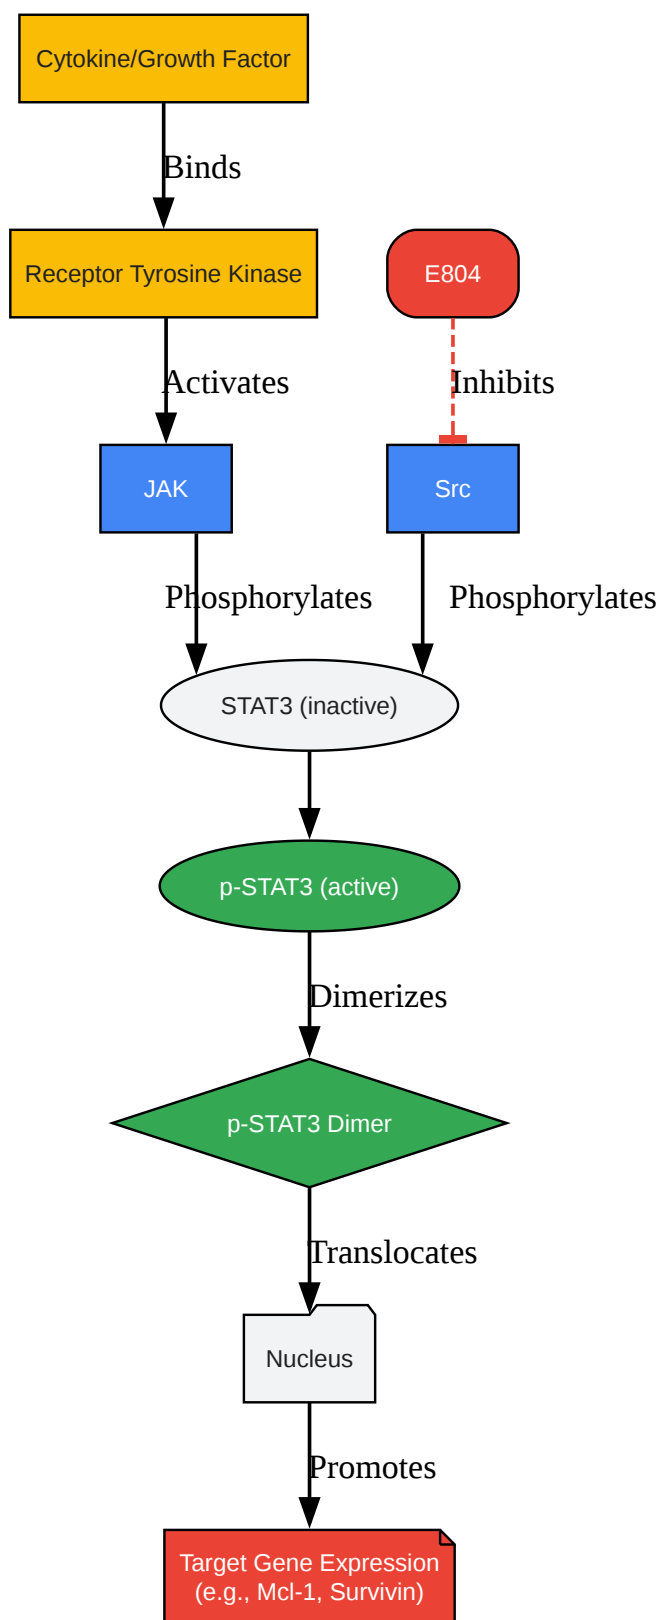 Cytokine/Growth Factor
Binds
Receptor Tyrosine Kinase
E804
Activates
Inhibits
JAK
Src
Phosphorylates
Phosphorylates
STAT3 (inactive)
p-STAT3 (active)
Dimerizes
p-STAT3 Dimer
Translocates
Nucleus
Promotes
Target Gene Expression
(e.g., Mcl-1, Survivin)